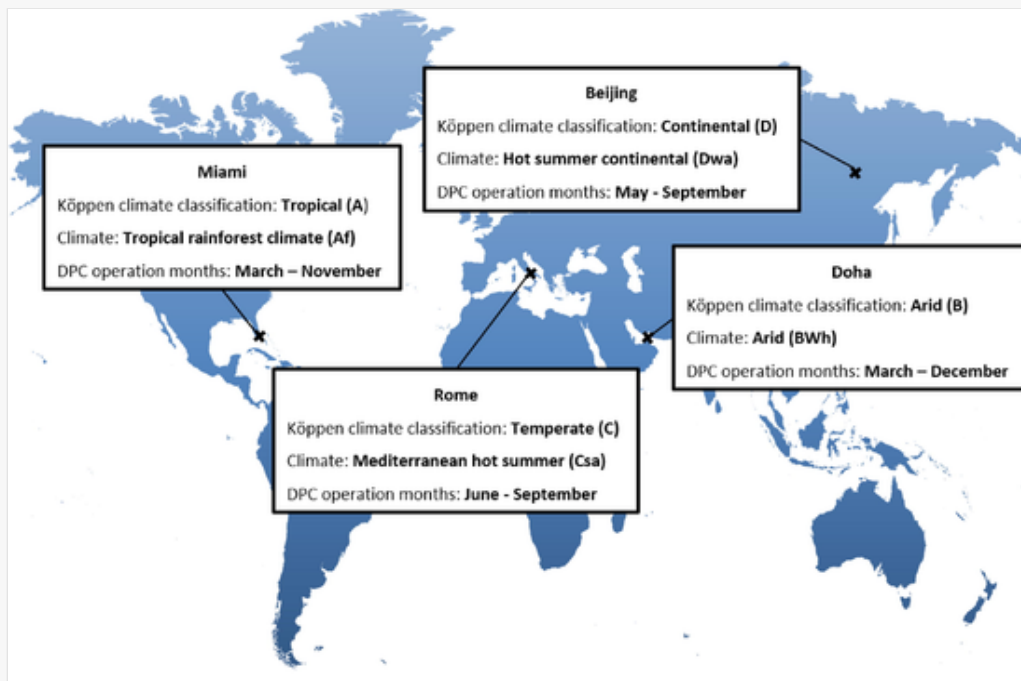 Beijing
Köppen climate classification: Continental (D)
Climate: Hot summer continental (Dwa)
DPC operation months: May - September
Miami
Köppen climate classification: Tropical (A)
Climate: Tropical rainforest climate (Af)
DPC operation months: March – November
Doha
Köppen climate classification: Arid (B)
Climate: Arid (BWh)
DPC operation months: March – December
Rome
Köppen climate classification: Temperate (C)
Climate: Mediterranean hot summer (Csa)
DPC operation months: June - September